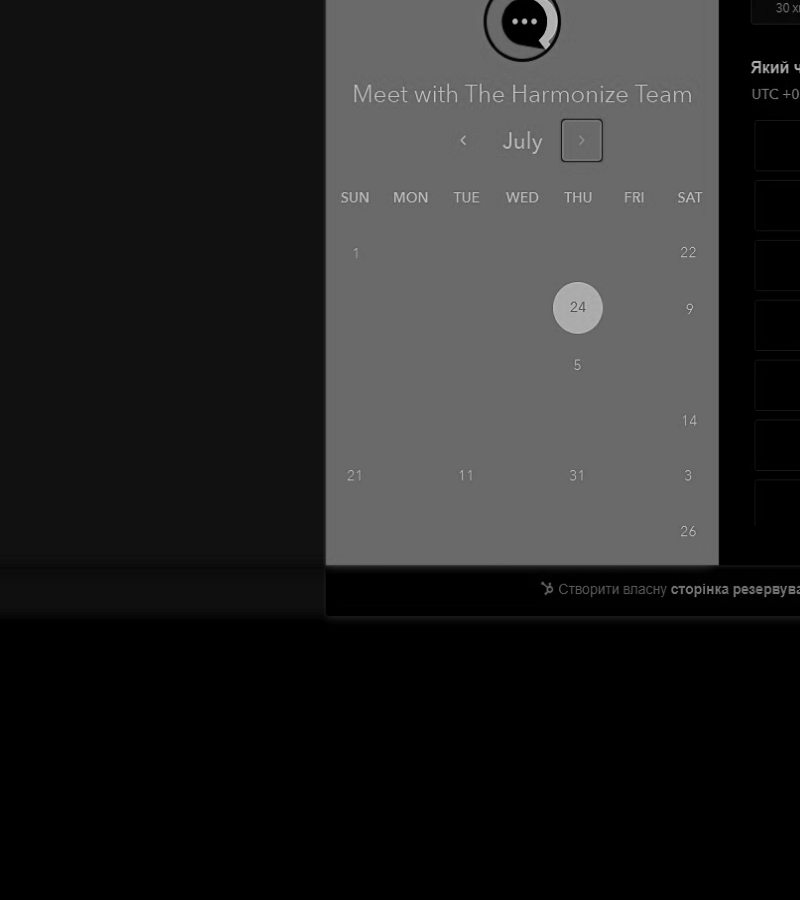 30 хв
Який ч
UTC +0
Meet with The Harmonize Team
July
SUN MON TUE WED THU FRI SAT
1 22
24 9
5
14
21 11 31 3
26
Створити власну сторінка резервува